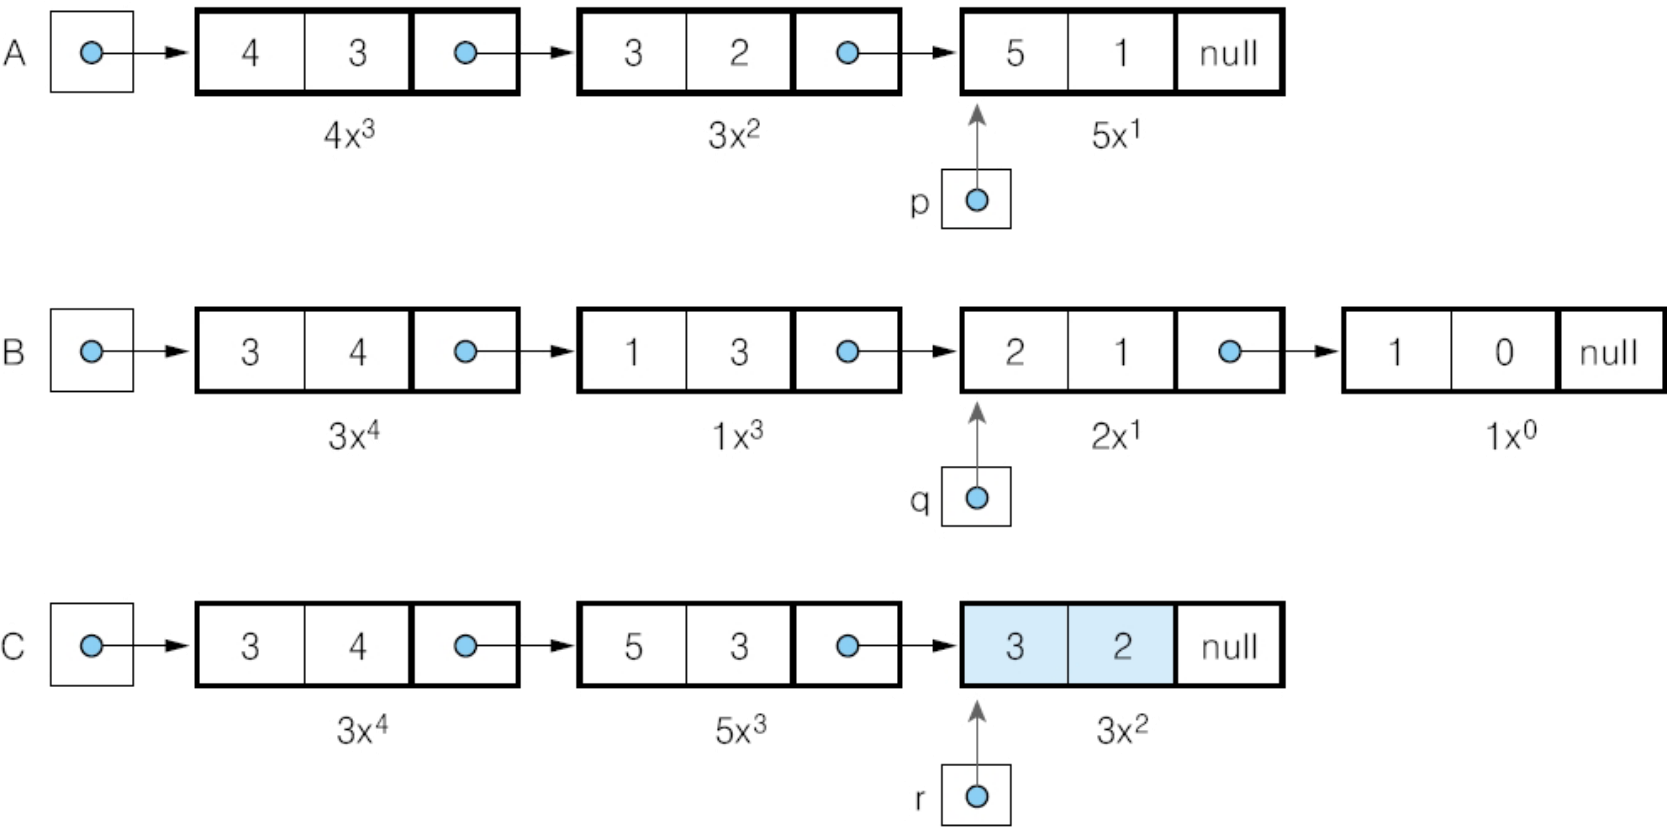 A 4 3 3 2 5 1 null
4x³ 3x² 5x¹
p
B 3 4 1 3 2 1 1 0 null
3x⁴ 1x³ 2x¹ 1x⁰
q
C 3 4 5 3 3 2 null
3x⁴ 5x³ 3x²
r